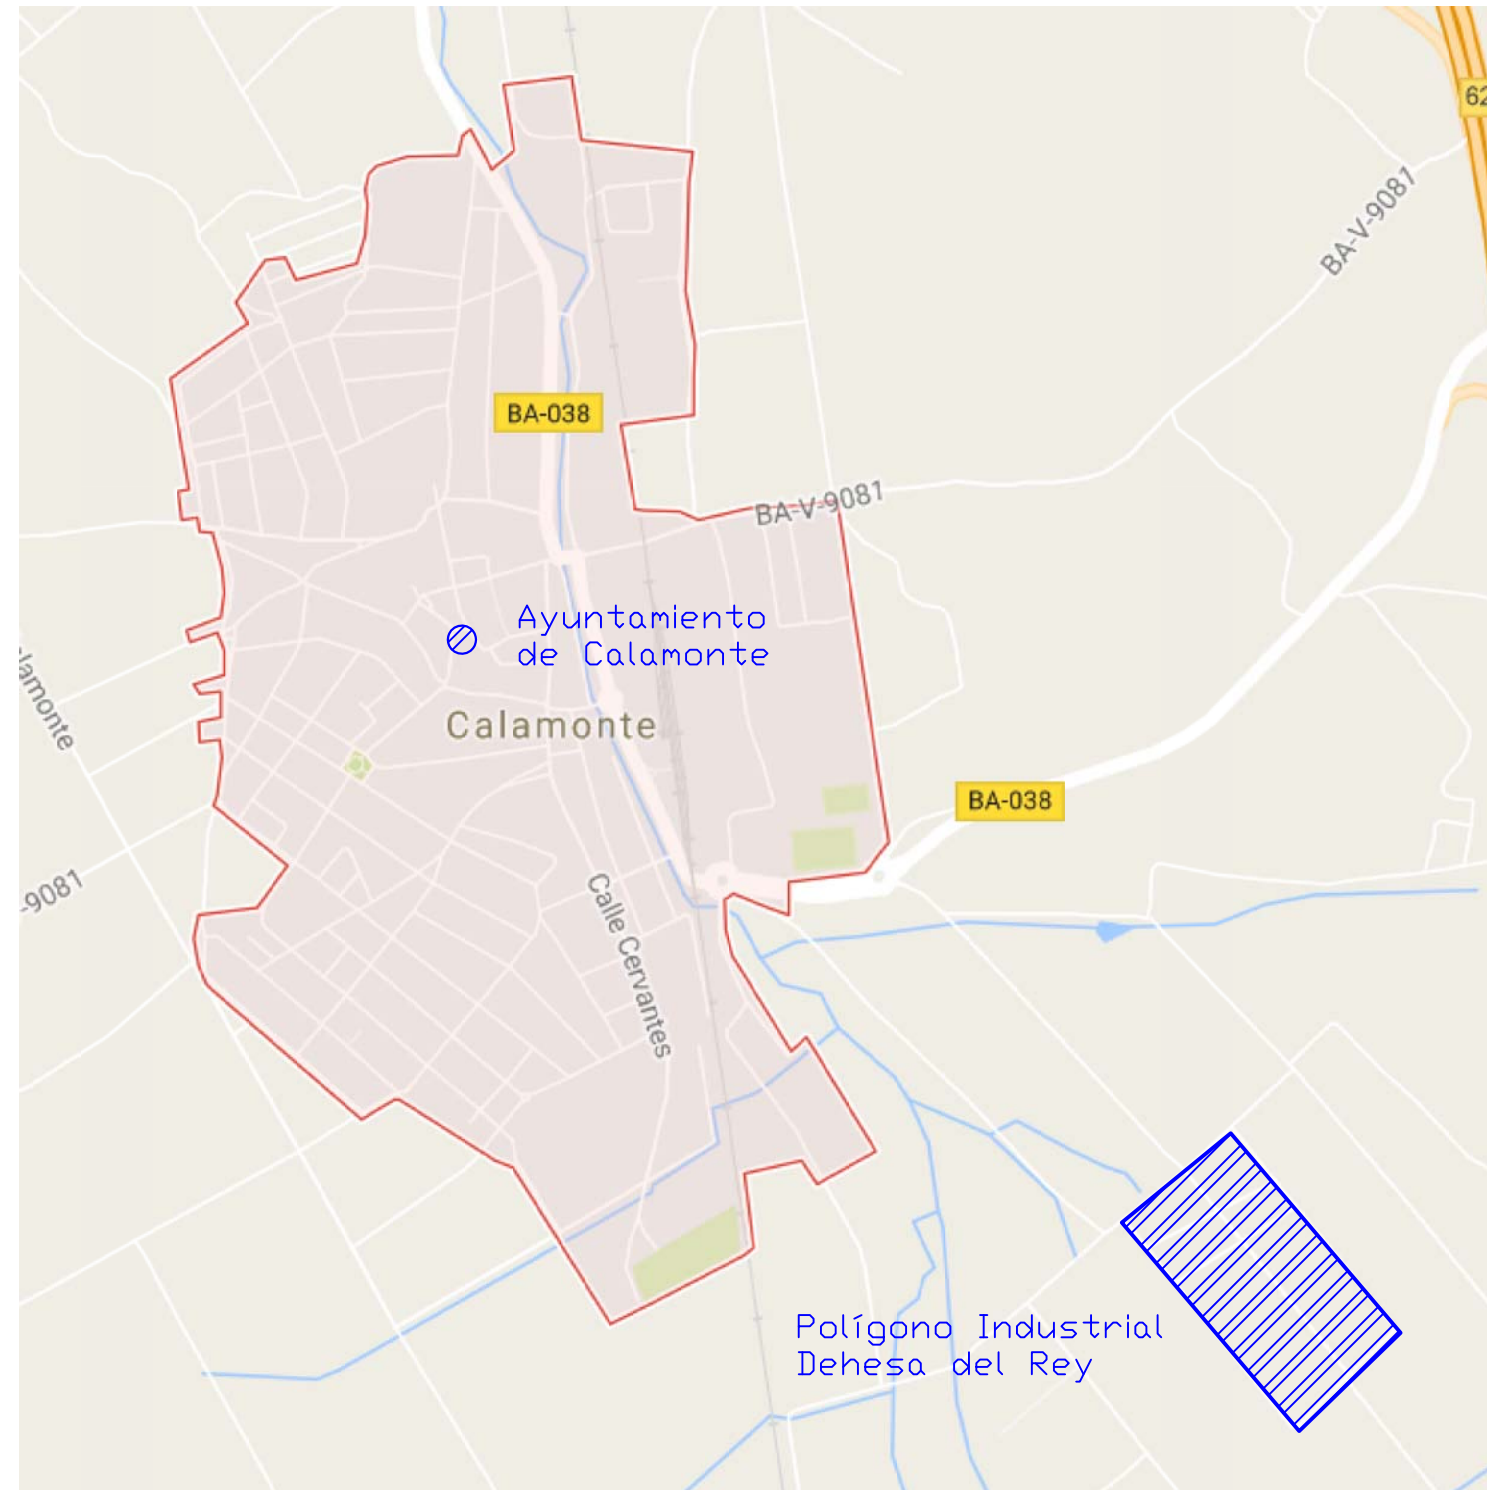 62
BA-V-9081
BA-038
BA-V-9081
Ayuntamiento
de Calamonte
lamonte
Calamonte
BA-038
-9081
Calle Cervantes
Polígono Industrial
Dehesa del Rey